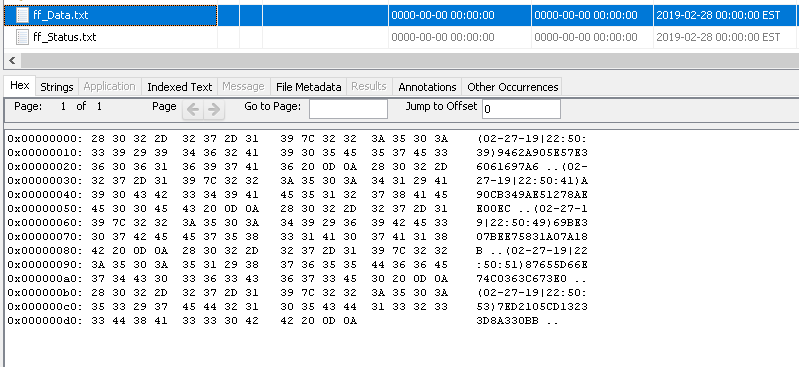 ff_Data.txt 0000-00-00 00:00:00 0000-00-00 00:00:00 2019-02-28 00:00:00 EST
ff_Status.txt 0000-00-00 00:00:00 0000-00-00 00:00:00 2019-02-28 00:00:00 EST
Hex Strings Application Indexed Text Message File Metadata Results Annotations Other Occurrences
Page: 1 of 1 Page Go to Page: Jump to Offset 0
0x00000000: 28 30 32 2D 32 37 2D 31 39 7C 32 32 3A 35 30 3A (02-27-19|22:50:
0x00000010: 33 39 29 39 34 36 32 41 39 30 35 45 35 37 45 33 39)9462A905E57E3
0x00000020: 36 30 36 31 36 39 37 41 36 20 0D 0A 28 30 32 2D 6061697A6 ..(02-
0x00000030: 32 37 2D 31 39 7C 32 32 3A 35 30 3A 34 31 29 41 27-19|22:50:41)A
0x00000040: 39 30 43 42 33 34 39 41 45 35 31 32 37 38 41 45 90CB349AE51278AE
0x00000050: 45 30 30 45 43 20 0D 0A 28 30 32 2D 32 37 2D 31 E00EC ..(02-27-1
0x00000060: 39 7C 32 32 3A 35 30 3A 34 39 29 36 39 42 45 33 9|22:50:49)69BE3
0x00000070: 30 37 42 45 45 37 35 38 33 31 41 30 37 41 31 38 07BEE75831A07A18
0x00000080: 42 20 0D 0A 28 30 32 2D 32 37 2D 31 39 7C 32 32 B ..(02-27-19|22
0x00000090: 3A 35 30 3A 35 31 29 38 37 36 35 35 44 36 36 45 :50:51)87655D66E
0x000000a0: 37 34 43 30 33 36 33 43 36 37 33 45 30 20 0D 0A 74C0363C673E0 ..
0x000000b0: 28 30 32 2D 32 37 2D 31 39 7C 32 32 3A 35 30 3A (02-27-19|22:50:
0x000000c0: 35 33 29 37 45 44 32 31 30 35 43 44 31 33 32 33 53)7ED2105CD1323
0x000000d0: 33 44 38 41 33 33 30 42 42 20 0D 0A 3D8A330BB ..